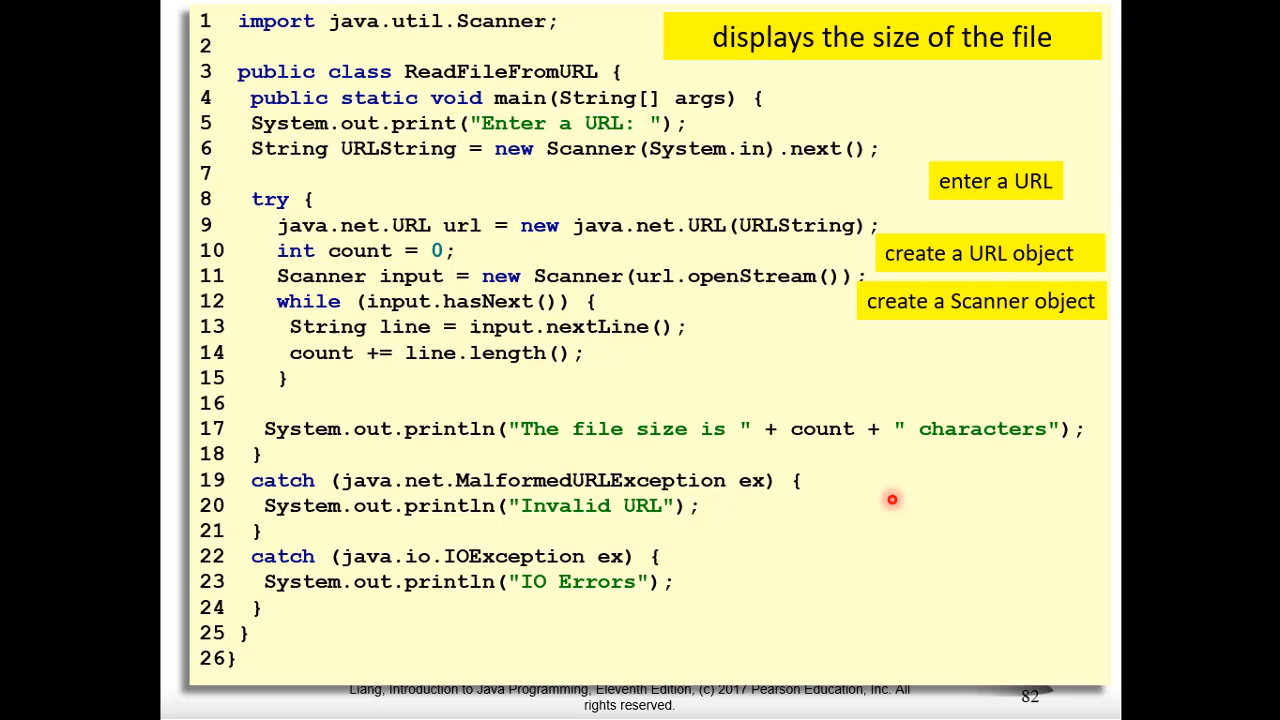 displays the size of the file
1 import java.util.Scanner;
2
3 public class ReadFileFromURL {
4 public static void main(String[] args) {
5 System.out.print("Enter a URL: ");
6 String URLString = new Scanner(System.in).next();
7
enter a URL
8 try {
9 java.net.URL url = new java.net.URL(URLString);
10 int count = 0;
create a URL object
11 Scanner input = new Scanner(url.openStream());
12 while (input.hasNext()) {
create a Scanner object
13 String line = input.nextLine();
14 count += line.length();
15 }
16
17 System.out.println("The file size is " + count + " characters");
18 }
19 catch (java.net.MalformedURLException ex) {
20 System.out.println("Invalid URL");
21 }
22 catch (java.io.IOException ex) {
23 System.out.println("IO Errors");
24 }
25 }
26}
Liang, Introduction to Java Programming, Eleventh Edition, (c) 2017 Pearson Education, Inc. All
rights reserved.
82